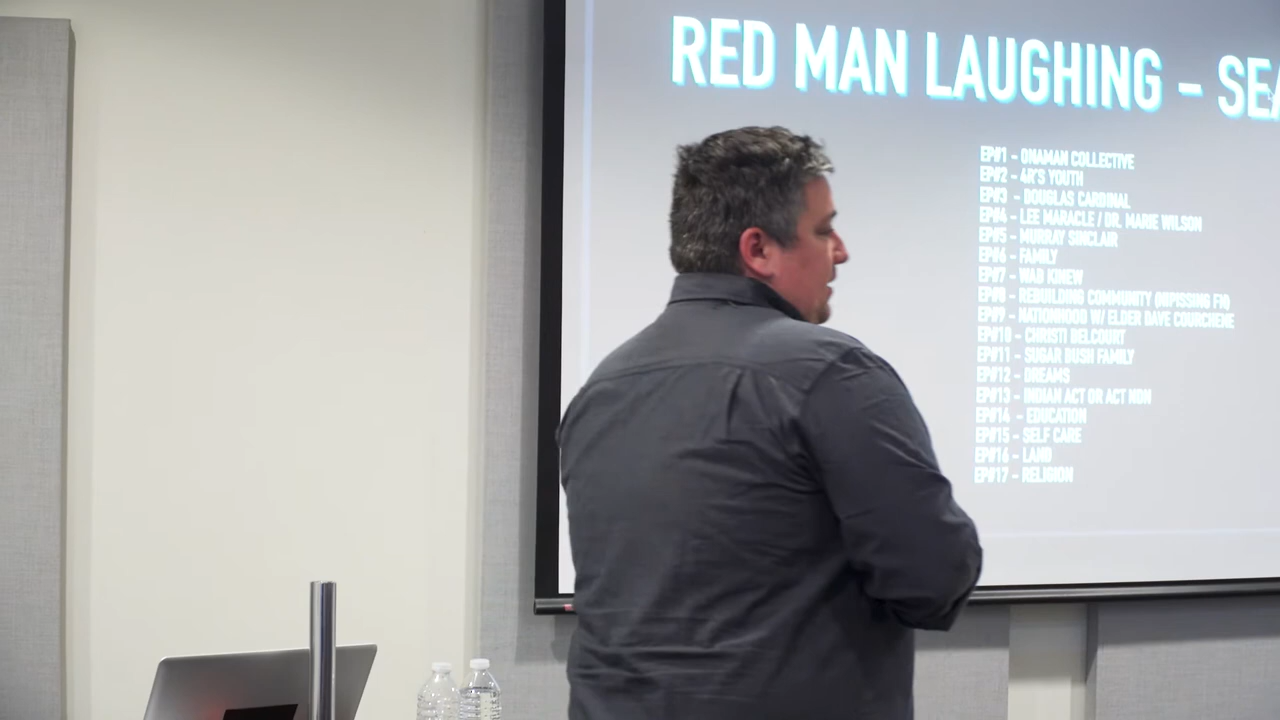 RED MAN LAUGHING - SEA
EP#1 - ONAMAN COLLECTIVE
EP#2 - 4R'S YOUTH
EP#3 - DOUGLAS CARDINAL
EP#4 - LEE MARACLE / DR. MARIE WILSON
EP#5 - MURRAY SINCLAIR
EP#6 - FAMILY
EP#7 - WAB KINEW
EP#8 - REBUILDING COMMUNITY (NIPISSING FN)
EP#9 - NATIONHOOD W/ ELDER DAVE COURCHENE
EP#10 - CHRISTI BELCOURT
EP#11 - SUGAR BUSH FAMILY
EP#12 - DREAMS
EP#13 - INDIAN ACT OR ACT NDN
EP#14 - EDUCATION
EP#15 - SELF CARE
EP#16 - LAND
EP#17 - RELIGION